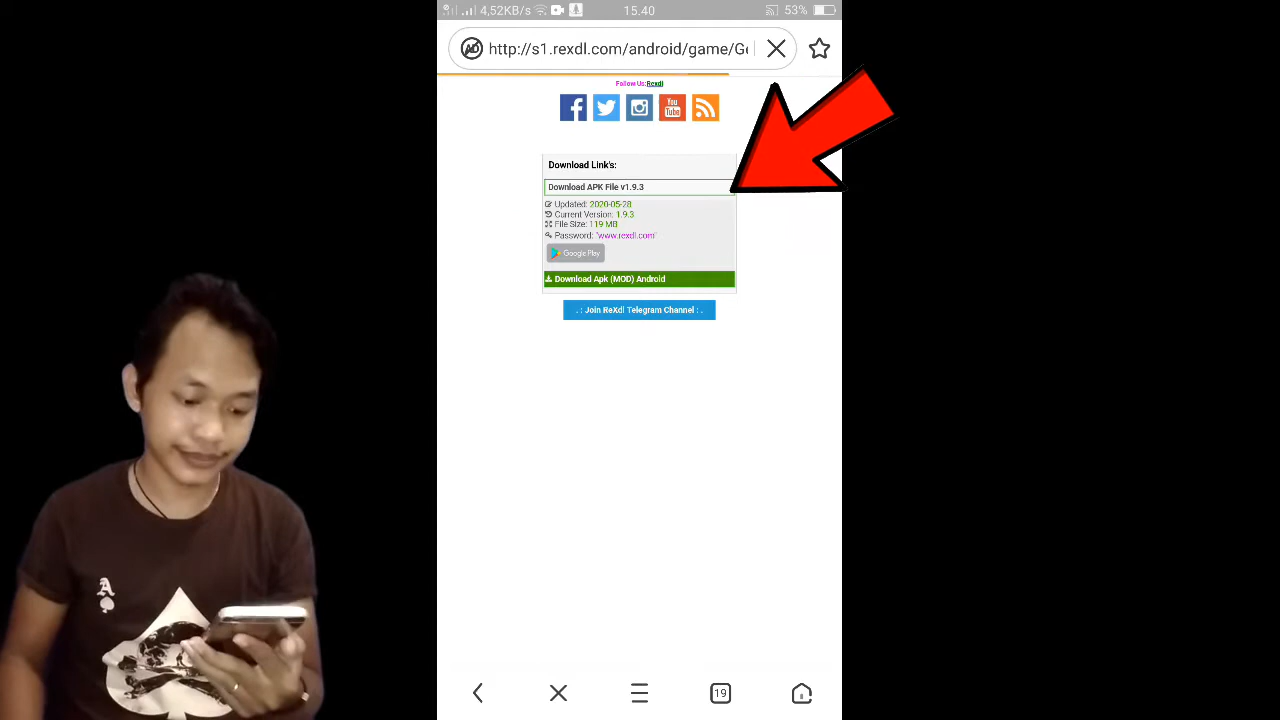 4,52KB/s 15.40 53%
AD http://s1.rexdl.com/android/game/G
Follow Us:Rexdl
You
Tube
Download Link's:
Download APK File v1.9.3
Updated: 2020-05-28
Current Version: 1.9.3
File Size: 119 MB
Password: "www.rexdl.com"
Google Play
Download Apk (MOD) Android
. : Join ReXdl Telegram Channel : .
A
19